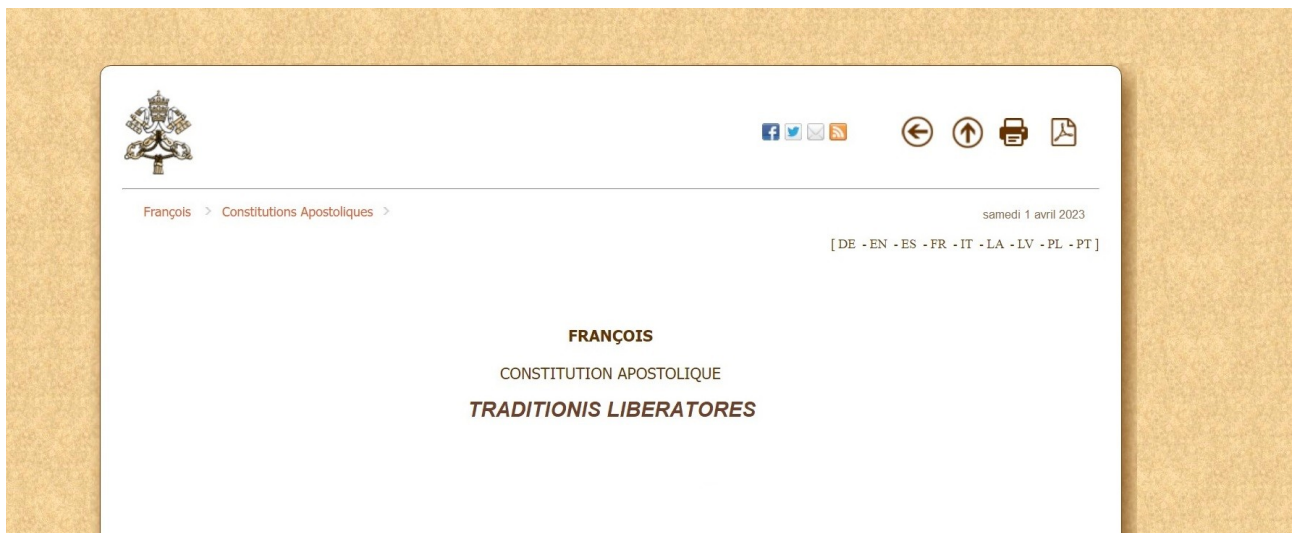 François > Constitutions Apostoliques >
samedi 1 avril 2023
[ DE - EN - ES - FR - IT - LA - LV - PL - PT ]
FRANÇOIS
CONSTITUTION APOSTOLIQUE
TRADITIONIS LIBERATORES